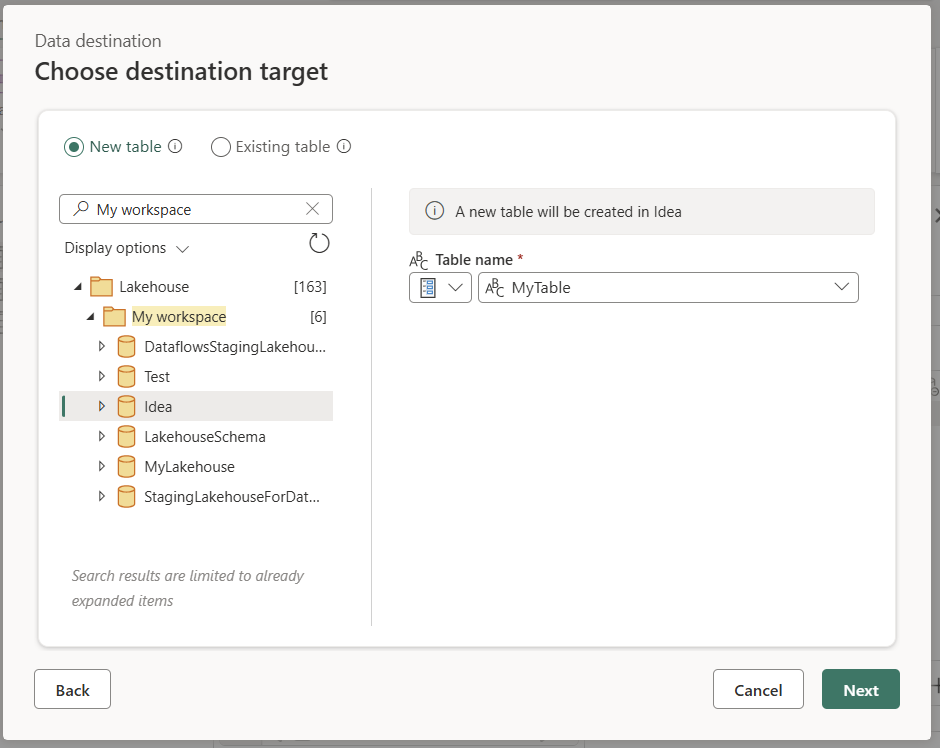 Data destination
Choose destination target
New table
Existing table
My workspace
Display options
Lakehouse [163]
My workspace [6]
DataflowsStagingLakehou...
Test
Idea
LakehouseSchema
MyLakehouse
StagingLakehouseForDat...
Search results are limited to already
expanded items
A new table will be created in Idea
ABC Table name *
ABC MyTable
Back
Cancel
Next